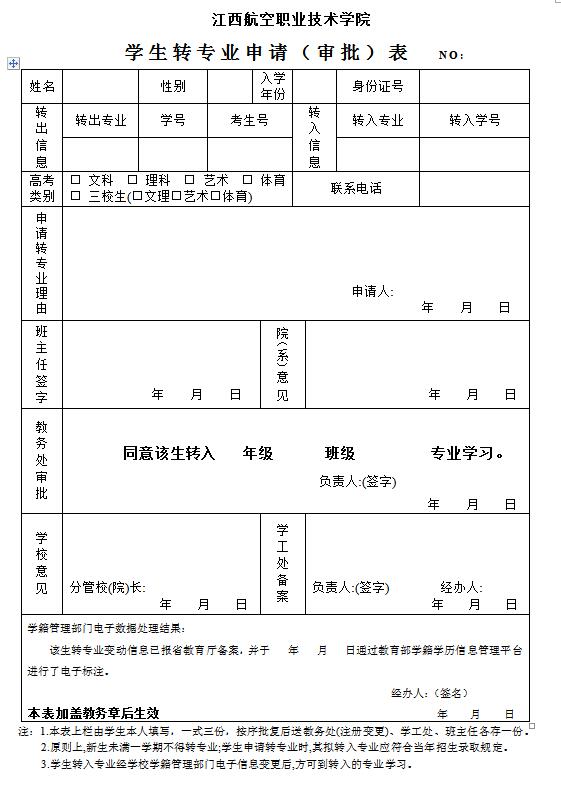 江西航空职业技术学院
学生转专业申请（审批）表 NO：
姓名 性别 入学年份 身份证号
转出信息 转出专业 学号 考生号 转入信息 转入专业 转入学号
高考类别 □ 文科 □ 理科 □ 艺术 □ 体育
□ 三校生(□文理□艺术□体育) 联系电话
申请转专业理由
申请人:
年 月 日
班主任签字 年 月 日 院(系)意见 年 月 日
教务处审批
同意该生转入 年级 班级 专业学习。
负责人:(签字)
年 月 日
学校意见 分管校(院)长: 学工处备案 负责人:(签字) 经办人:
年 月 日 年 月 日
学籍管理部门电子数据处理结果：
该生转专业变动信息已报省教育厅备案，并于 年 月 日通过教育部学籍学历信息管理平台
进行了电子标注。
经办人：（签名）
本表加盖教务章后生效 年 月 日
注： 1.本表上栏由学生本人填写，一式三份，按序批复后送教务处(注册变更)、学工处、班主任各存一份。
2.原则上,新生未满一学期不得转专业;学生申请转专业时,其拟转入专业应符合当年招生录取规定。
3.学生转入专业经学校学籍管理部门电子信息变更后,方可到转入的专业学习。